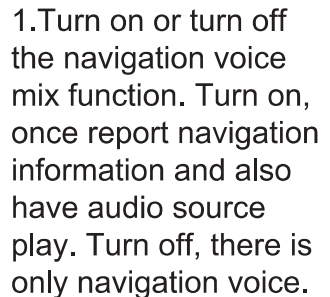 1.Turn on or turn off
the navigation voice
mix function. Turn on,
once report navigation
information and also
have audio source
play. Turn off, there is
only navigation voice.